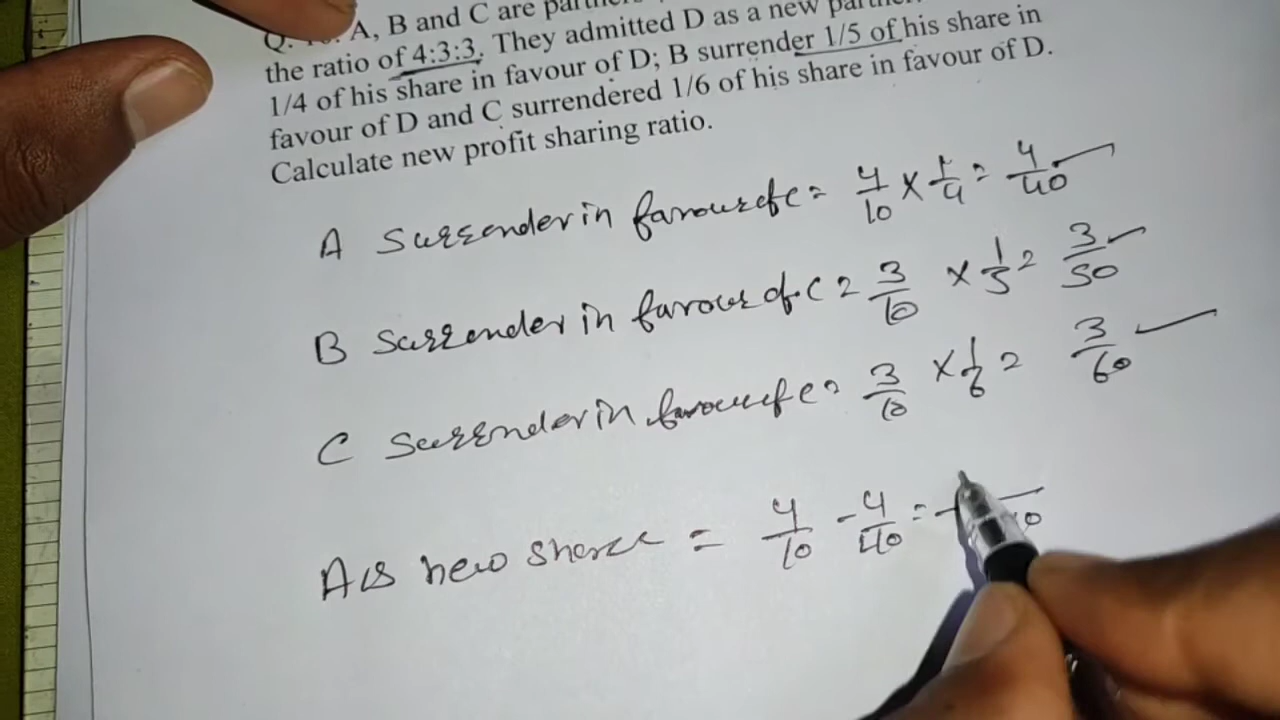 A, B and C are
the ratio of 4:3:3. They admitted D as a new
1/4 of his share in favour of D; B surrender 1/5 of his share in
favour of D and C surrendered 1/6 of his share in favour of D.
Calculate new profit sharing ratio.
A Surrender in favour of C = 4/10 × 1/4 = 4/40
B Surrender in favour of C = 3/10 × 1/5 = 3/50
C Surrender in favour of C = 3/10 × 1/6 = 3/60
A's new share = 4/10 - 4/40 =